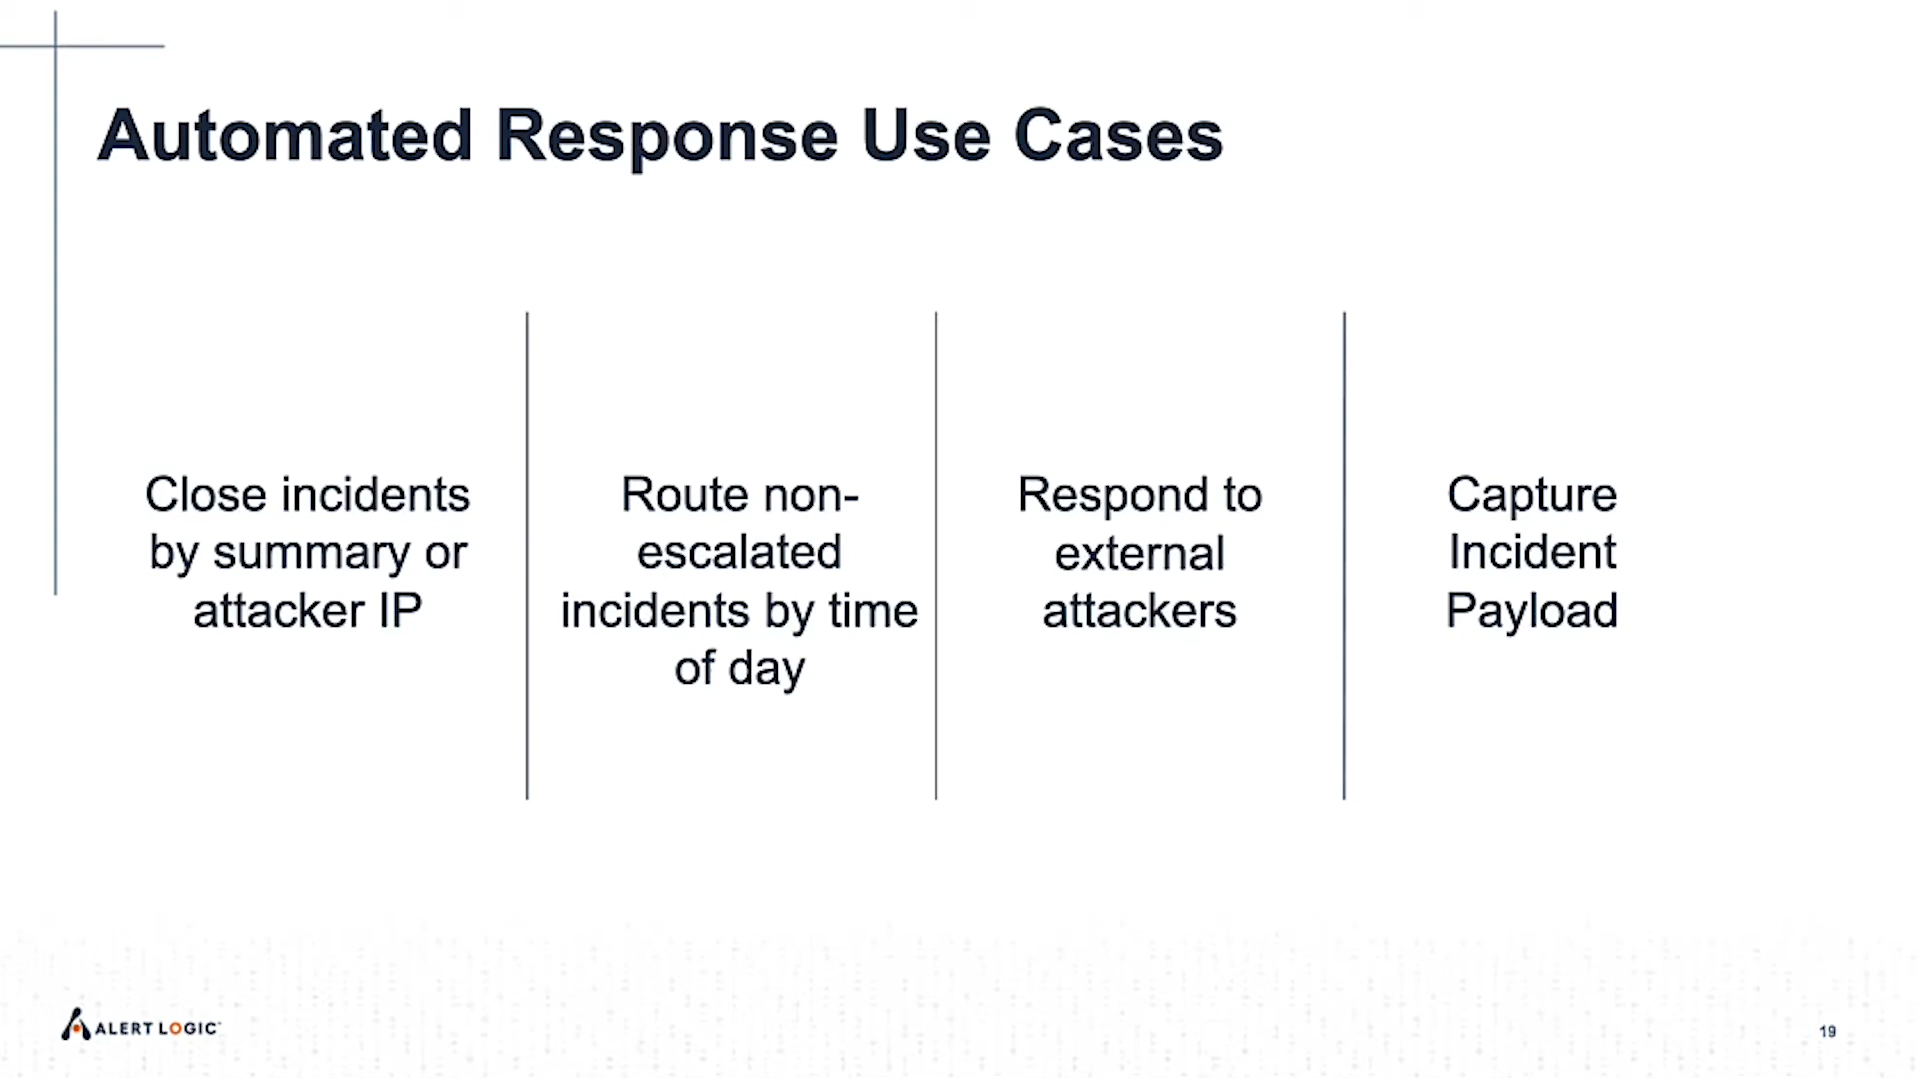 Automated Response Use Cases
Close incidents
by summary or
attacker IP
Route non-
escalated
incidents by time
of day
Respond to
external
attackers
Capture
Incident
Payload
ALERT LOGIC
19